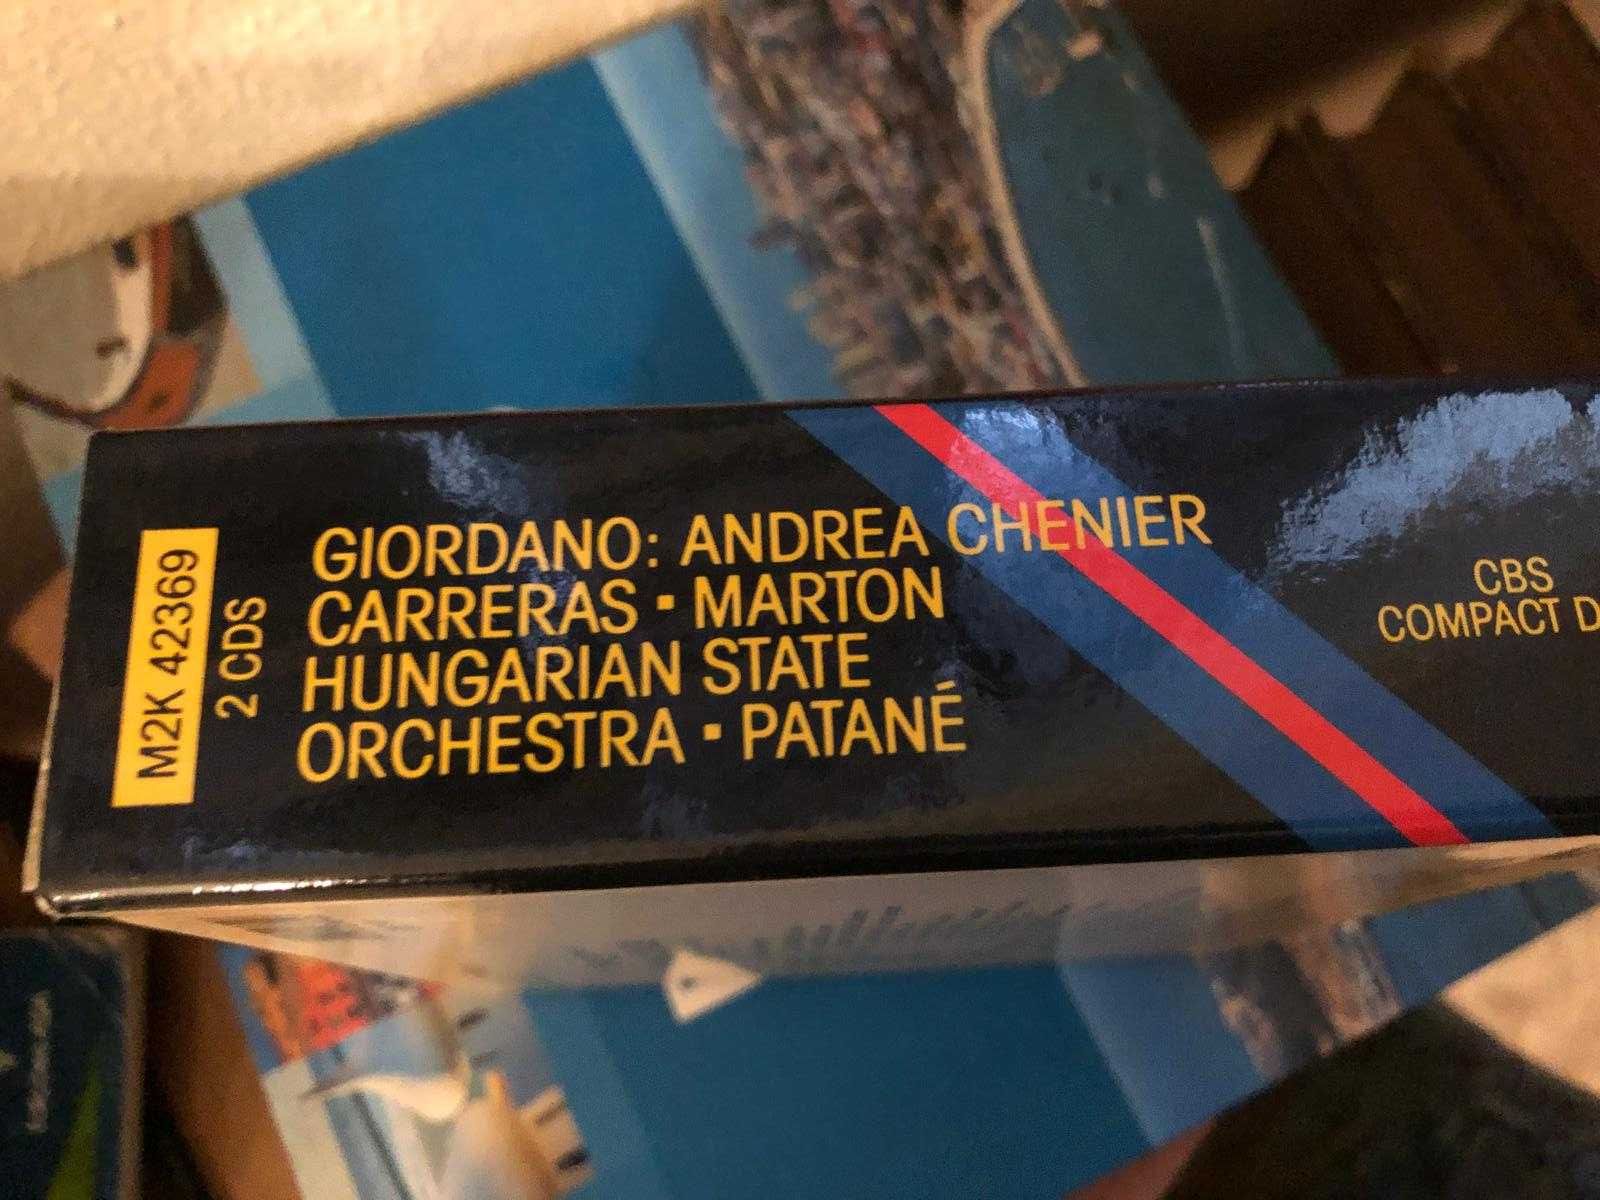 M2K 42369
2 CDS
GIORDANO: ANDREA CHENIER
CARRERAS ▪ MARTON
HUNGARIAN STATE
ORCHESTRA ▪ PATANÉ
CBS
COMPACT D